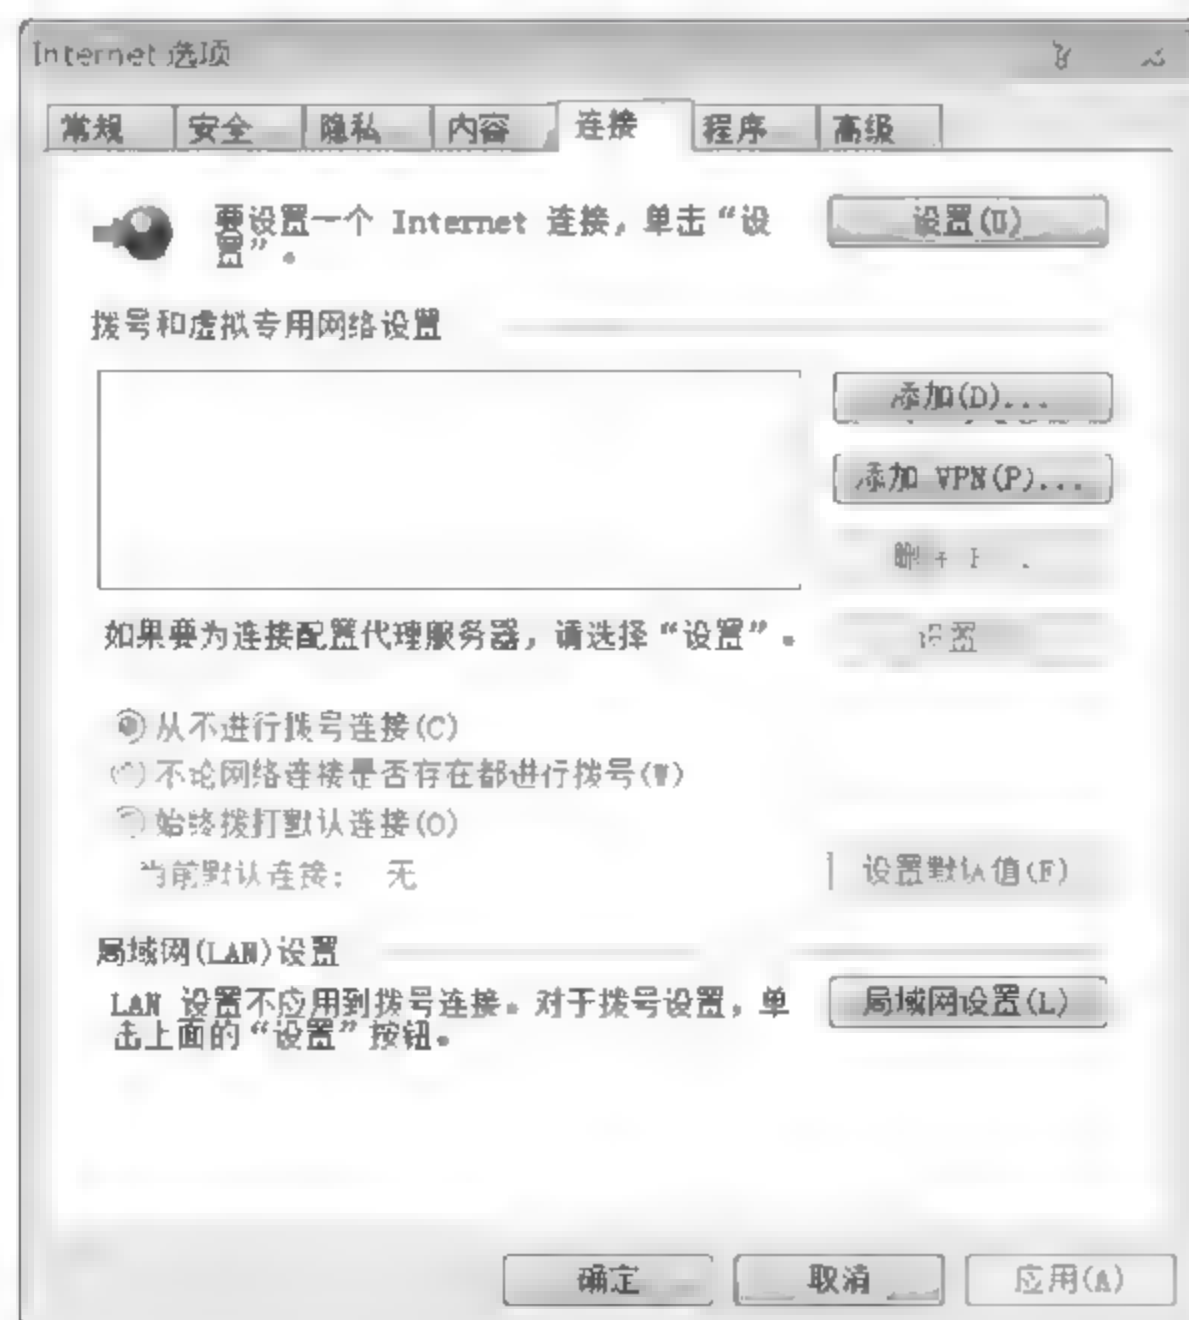 Internet 选项
常规 安全 隐私 内容 连接 程序 高级
要设置一个 Internet 连接，单击“设
置”。
设置(U)
拨号和虚拟专用网络设置
添加(D)...
添加 VPN(P)...
如果要为连接配置代理服务器，请选择“设置”。
设置
从不进行拨号连接(C)
不论网络连接是否存在都进行拨号(W)
始终拨打默认连接(O)
当前默认连接： 无
设置默认值(F)
局域网(LAN)设置
LAN 设置不应用到拨号连接。对于拨号设置，单
击上面的“设置”按钮。
局域网设置(L)
确定 取消 应用(A)